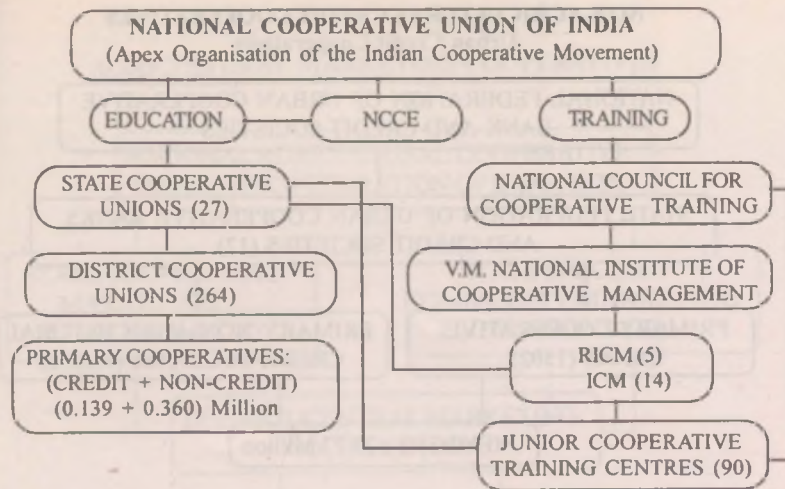 NATIONAL COOPERATIVE UNION OF INDIA
(Apex Organisation of the Indian Cooperative Movement)
EDUCATION
NCCE
TRAINING
STATE COOPERATIVE
UNIONS (27)
NATIONAL COUNCIL FOR
COOPERATIVE TRAINING
DISTRICT COOPERATIVE
UNIONS (264)
V.M. NATIONAL INSTITUTE OF
COOPERATIVE MANAGEMENT
PRIMARY COOPERATIVES:
(CREDIT + NON-CREDIT)
(0.139 + 0.360) Million
RICM (5)
ICM (14)
JUNIOR COOPERATIVE
TRAINING CENTRES (90)